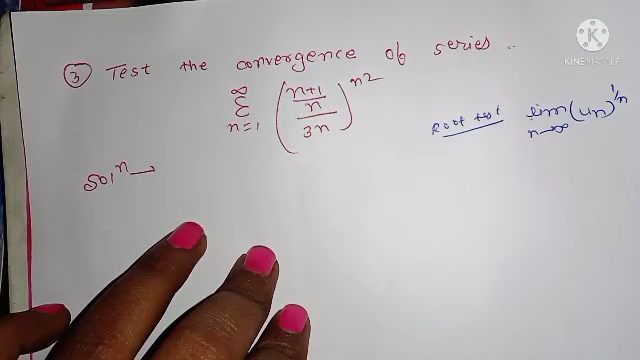 ③ Test the convergence of series ..
∞
Σ ( (n+1)/n / 3n )^n2
n=1
Root test lim (un)^1/n
n→∞
Solⁿ →
KINEMASTER